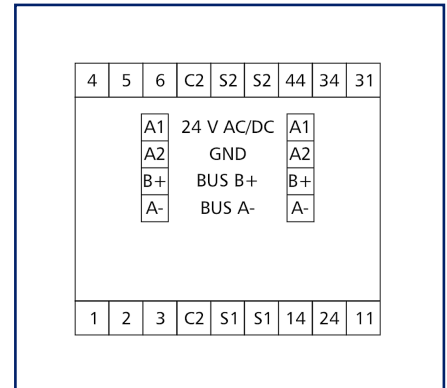 4 5 6 C2 S2 S2 44 34 31
A1 24 V AC/DC A1
A2 GND A2
B+ BUS B+ B+
A- BUS A- A-
1 2 3 C2 S1 S1 14 24 11